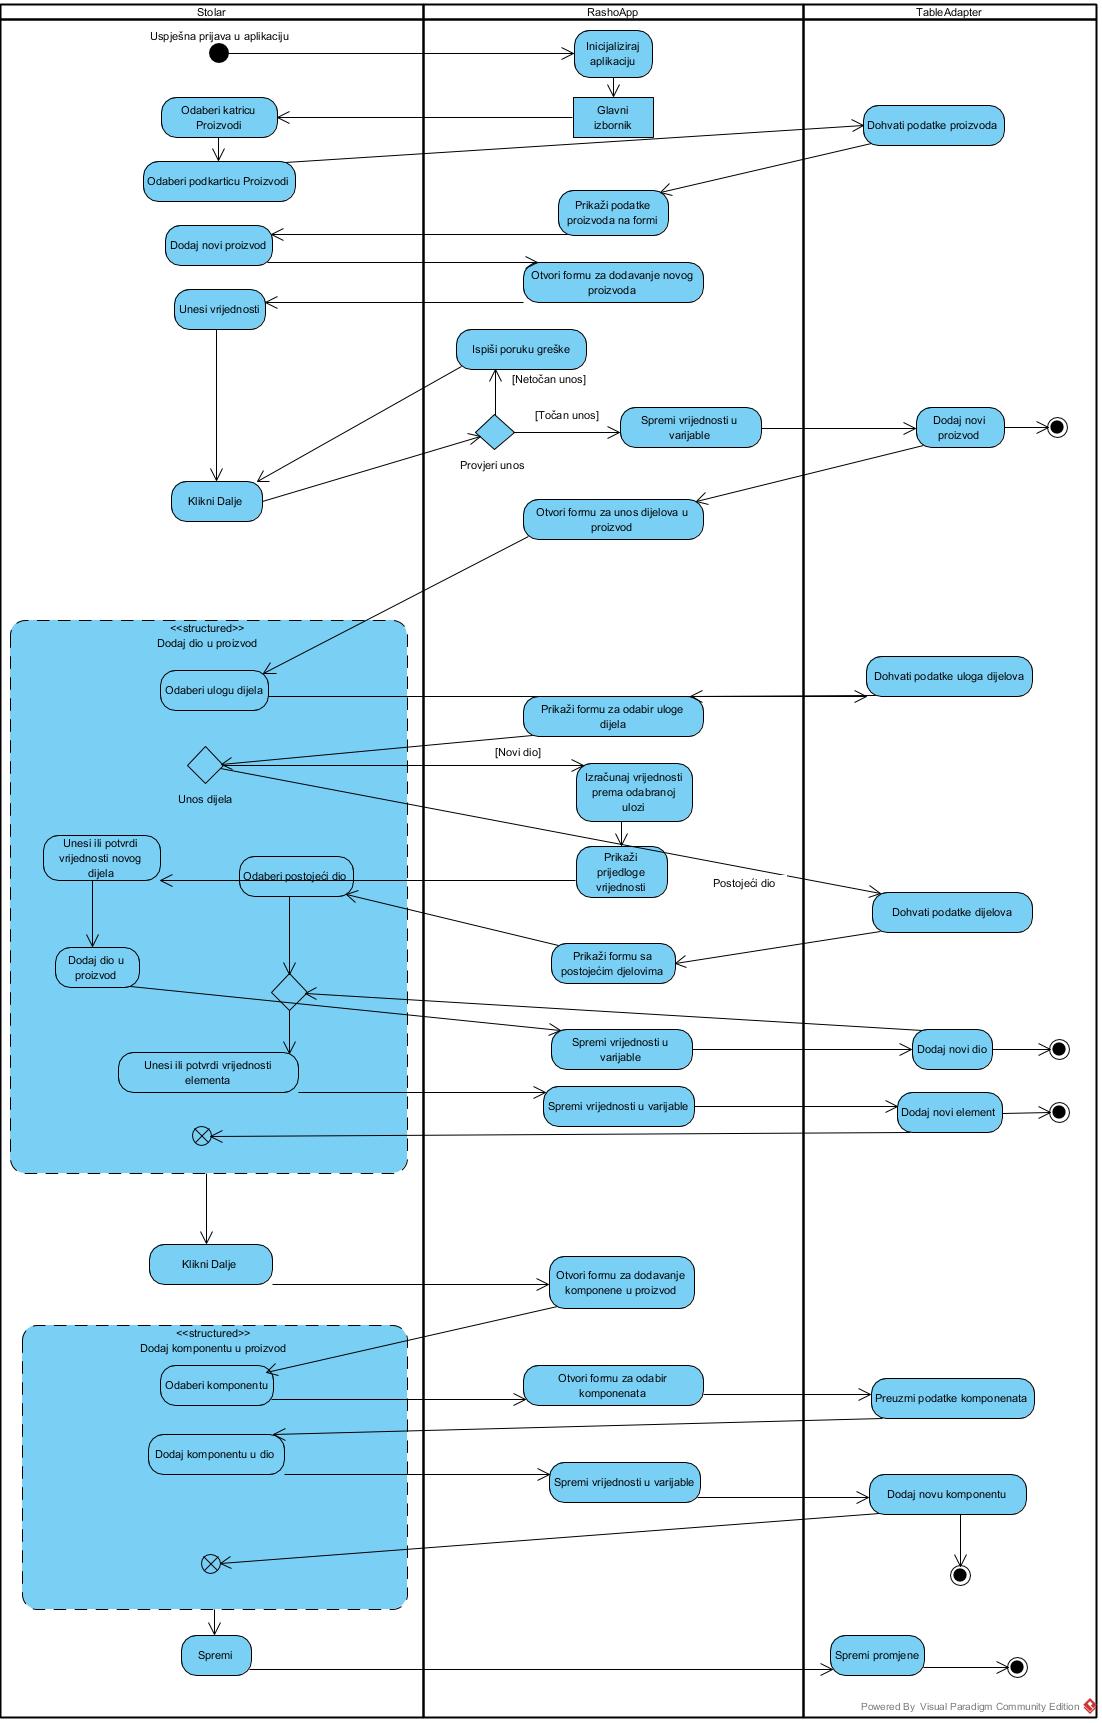 Stolar
RashoApp
TableAdapter
Uspješna prijava u aplikaciju
Inicijaliziraj
aplikaciju
Odaberi katricu
Proizvodi
Glavni
izbornik
Dohvati podatke proizvoda
Odaberi podkarticu Proizvodi
Prikaži podatke
proizvoda na formi
Dodaj novi proizvod
Otvori formu za dodavanje novog
proizvoda
Unesi vrijednosti
Ispiši poruku greške
[Netočan unos]
[Točan unos]
Spremi vrijednosti u
varijable
Dodaj novi
proizvod
Provjeri unos
Klikni Dalje
Otvori formu za unos dijelova u
proizvod
<<structured>>
Dodaj dio u proizvod
Odaberi ulogu dijela
Dohvati podatke uloga dijelova
Prikaži formu za odabir uloge
dijela
[Novi dio]
Unos dijela
Izračunaj vrijednosti
prema odabranoj
ulozi
Unesi ili potvrdi
vrijednosti novog
dijela
Odaberi postojeći dio
Prikaži
prijedloge
vrijednosti
Postojeći dio
Dohvati podatke dijelova
Dodaj dio u
proizvod
Prikaži formu sa
postojećim djelovima
Spremi vrijednosti u
varijable
Dodaj novi dio
Unesi ili potvrdi vrijednosti
elementa
Spremi vrijednosti u varijable
Dodaj novi element
Klikni Dalje
Otvori formu za dodavanje
komponene u proizvod
<<structured>>
Dodaj komponentu u proizvod
Odaberi komponentu
Otvori formu za odabir
komponenata
Preuzmi podatke komponenata
Dodaj komponentu u dio
Spremi vrijednosti u varijable
Dodaj novu komponentu
Spremi
Spremi promjene
Powered By Visual Paradigm Community Edition